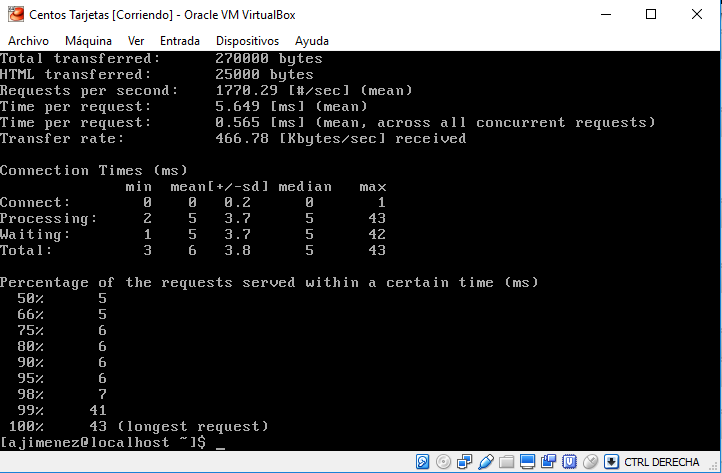 Centos Tarjetas [Corriendo] - Oracle VM VirtualBox
Archivo Máquina Ver Entrada Dispositivos Ayuda
Total transferred: 270000 bytes
HTML transferred: 25000 bytes
Requests per second: 1770.29 [#/sec] (mean)
Time per request: 5.649 [ms] (mean)
Time per request: 0.565 [ms] (mean, across all concurrent requests)
Transfer rate: 466.78 [Kbytes/sec] received
Connection Times (ms)
min mean[+/-sd] median max
Connect: 0 0 0.2 0 1
Processing: 2 5 3.7 5 43
Waiting: 1 5 3.7 5 42
Total: 3 6 3.8 5 43
Percentage of the requests served within a certain time (ms)
50% 5
66% 5
75% 6
80% 6
90% 6
95% 6
98% 7
99% 41
100% 43 (longest request)
[ajimenez@localhost ~]$ _
CTRL DERECHA